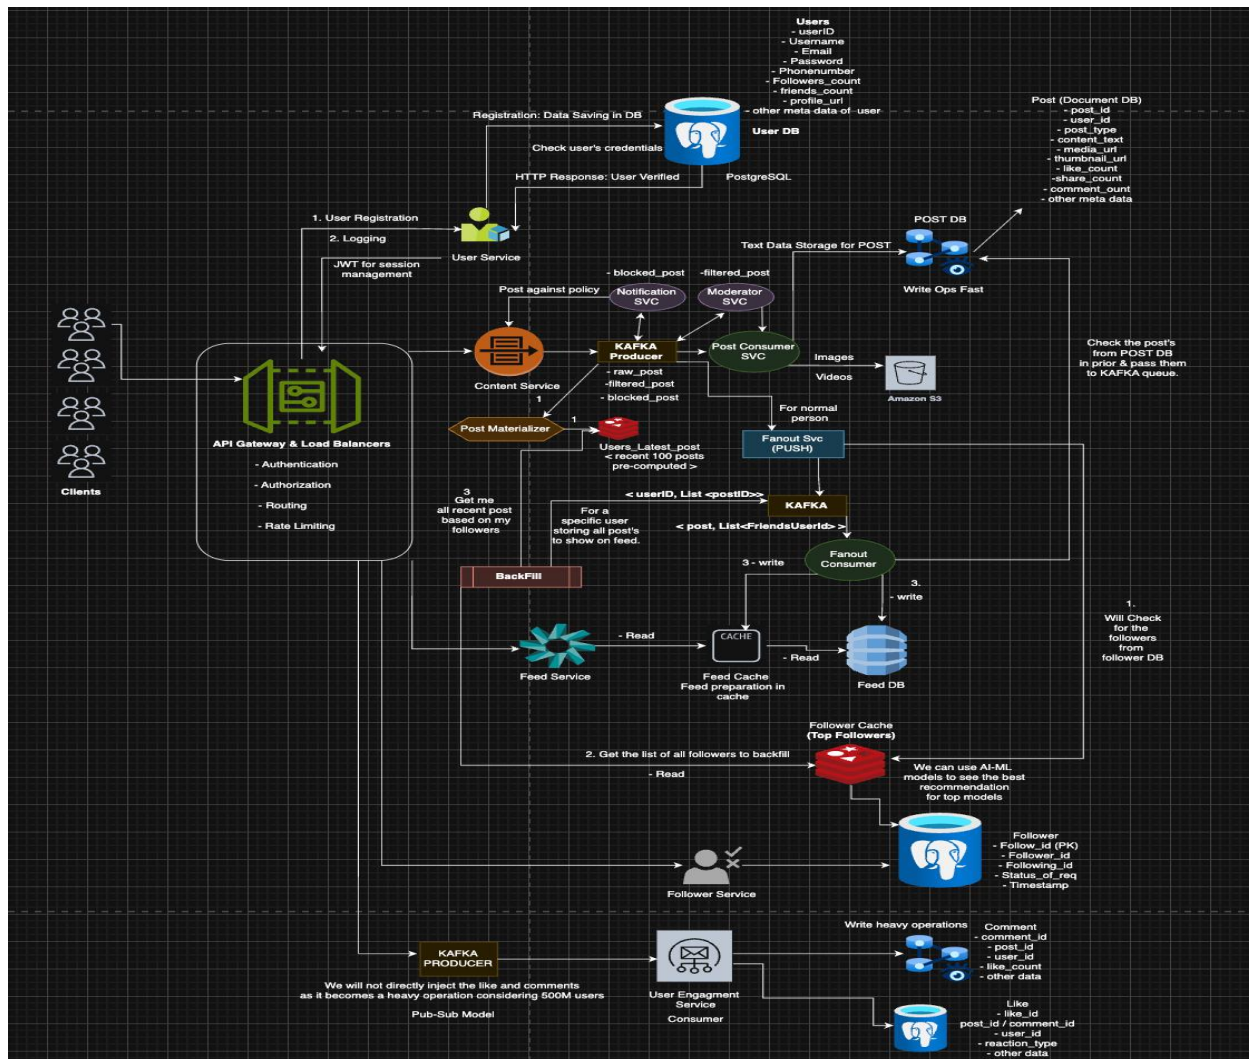 Users
- userID
- Username
- Email
- Password
- Phonenumber
- Followers_count
- friends_count
- profile_url
- other meta data of user
User DB
PostgreSQL
Registration: Data Saving in DB
Check user's credentials
HTTP Response: User Verified
Post (Document DB)
- post_id
- user_id
- post_type
- content_text
- media_url
- thumbnail_url
- like_count
-share_count
- comment_ount
- other meta data
POST DB
Write Ops Fast
Text Data Storage for POST
1. User Registration
2. Logging
User Service
JWT for session
management
- blocked_post
-filtered_post
Post against policy
Notification
SVC
Moderator
SVC
Content Service
KAFKA
Producer
- raw_post
-filtered_post
- blocked_post
Post Consumer
SVC
Images
Videos
Amazon S3
Check the post's
from POST DB
in prior & pass them
to KAFKA queue.
1
Post Materializer
1
Users_Latest_post
< recent 100 posts
pre-computed >
For normal
person
Fanout Svc
(PUSH)
API Gateway & Load Balancers
- Authentication
- Authorization
- Routing
- Rate Limiting
Clients
3
Get me
all recent post
based on my
followers
For a
specific user
storing all post's
to show on feed.
< userID, List <postID>>
KAFKA
< post, List<FriendsUserId> >
Fanout
Consumer
BackFill
3 - write
3.
- write
1.
Will Check
for the
followers
from
follower DB
Feed Service
- Read
CACHE
Feed Cache
Feed preparation in
cache
- Read
Feed DB
Follower Cache
(Top Followers)
2. Get the list of all followers to backfill
- Read
We can use AI-ML
models to see the best
recommendation
for top models
Follower
- Follow_id (PK)
- Follower_id
- Following_id
- Status_of_req
- Timestamp
Follower Service
KAFKA
PRODUCER
We will not directly inject the like and comments
as it becomes a heavy operation considering 500M users
Pub-Sub Model
User Engagment
Service
Consumer
Write heavy operations
Comment
- comment_id
- post_id
- user_id
- like_count
- other data
Like
- like_id
post_id / comment_id
- user_id
- reaction_type
- other data